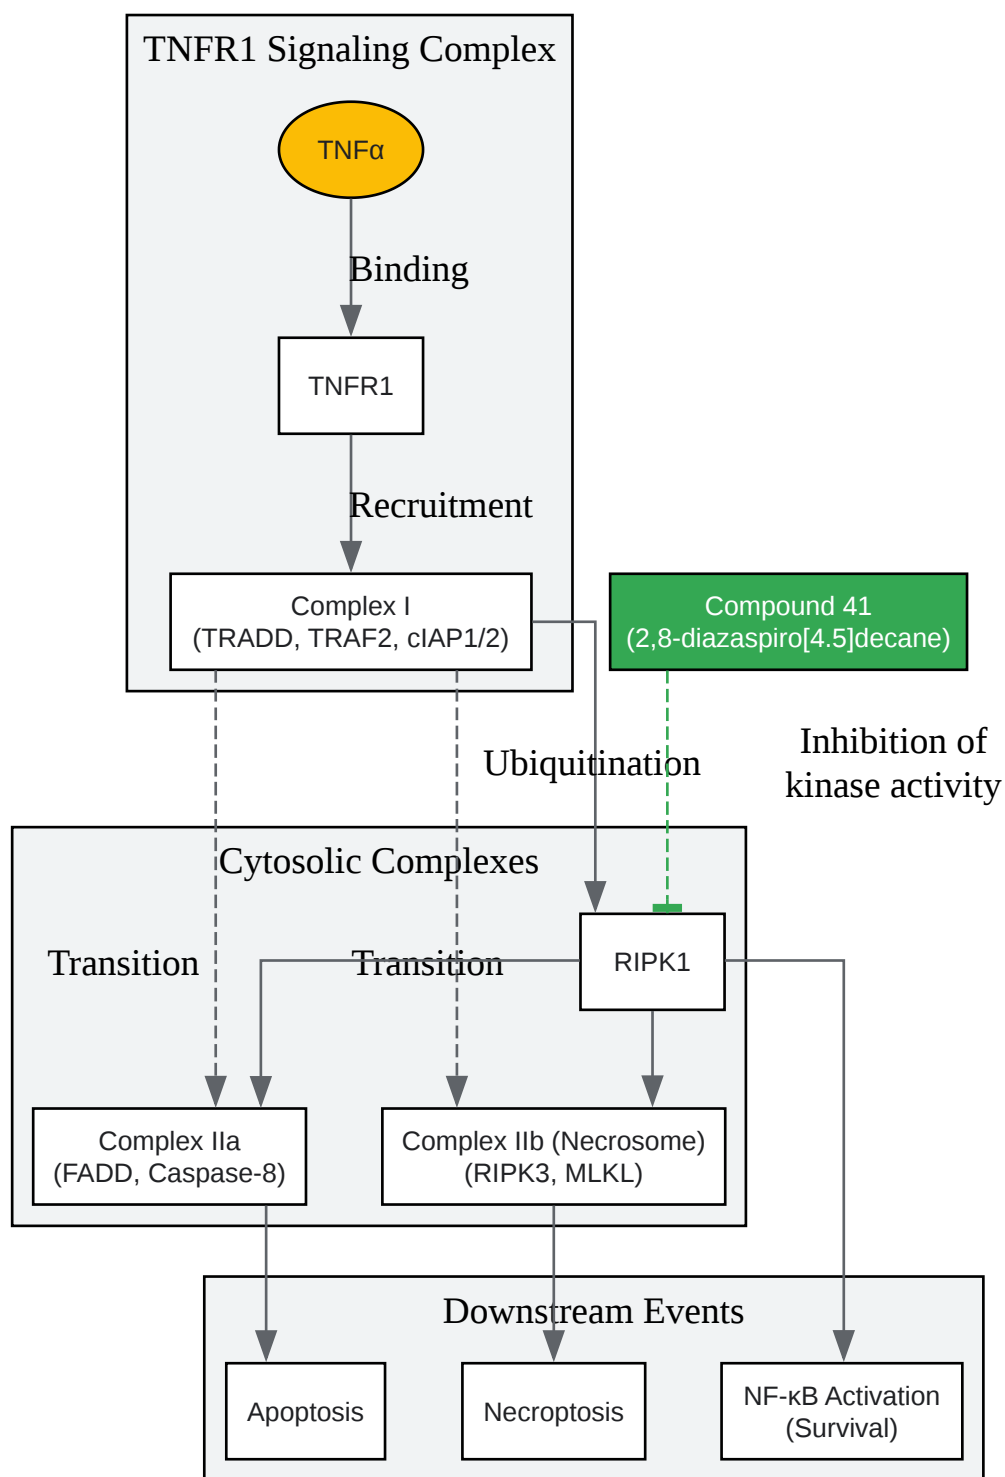 TNFR1 Signaling Complex
TNFα
Binding
TNFR1
Recruitment
Complex I
(TRADD, TRAF2, cIAP1/2)
Compound 41
(2,8-diazaspiro[4.5]decane)
Ubiquitination
Inhibition of
kinase activity
Cytosolic Complexes
Transition
Transition
RIPK1
Complex IIa
(FADD, Caspase-8)
Complex IIb (Necrosome)
(RIPK3, MLKL)
Downstream Events
Apoptosis
Necroptosis
NF-κB Activation
(Survival)